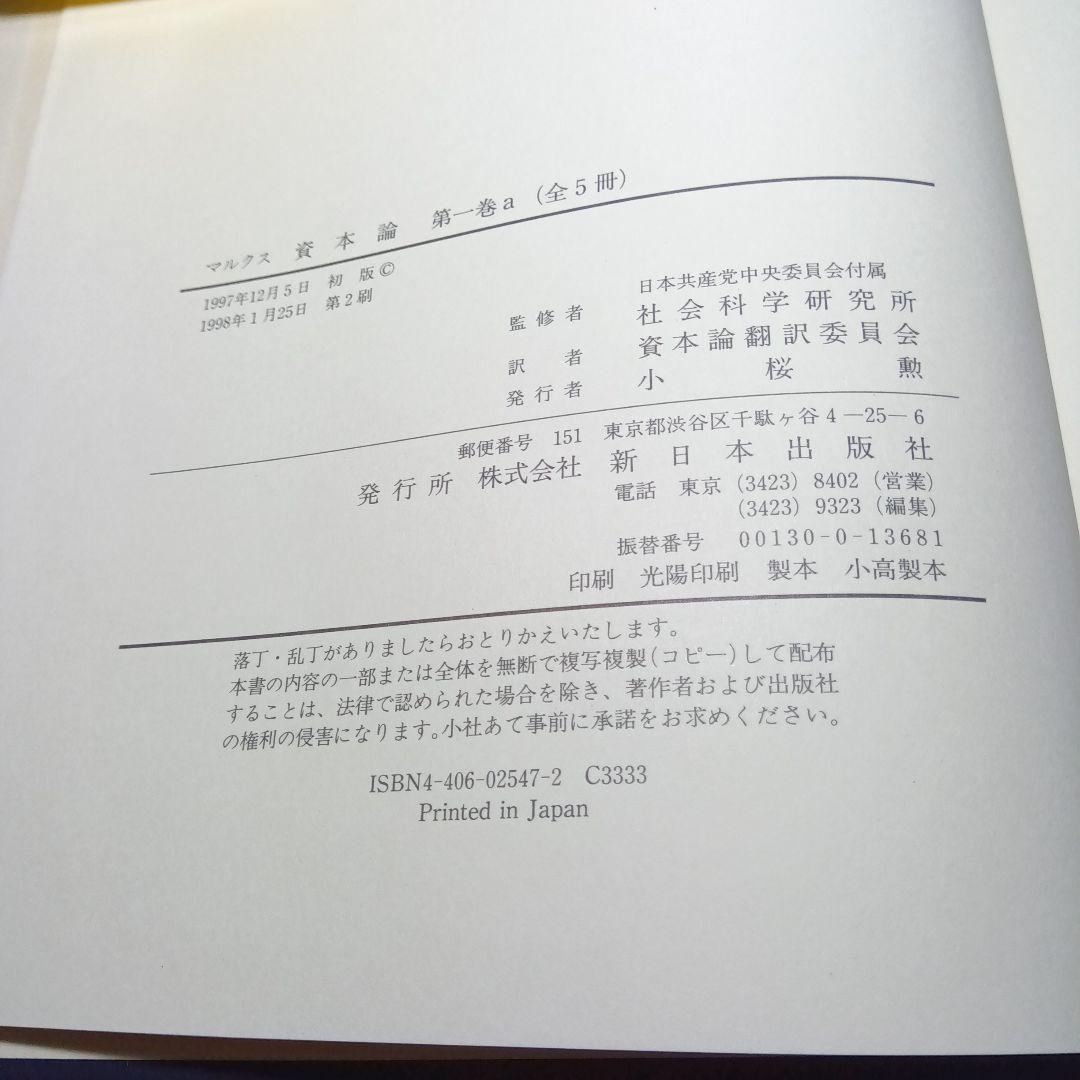 マルクス 資本論 第一巻a (全5冊)
1997年12月5日 初版©
1998年1月25日 第2刷
日本共産党中央委員会付属
監修者 社会科学研究所
訳者 資本論翻訳委員会
発行者 小桜勲
郵便番号 151 東京都渋谷区千駄ヶ谷4-25-6
発行所 株式会社 新日本出版社
電話 東京 (3423) 8402 (営業)
(3423) 9323 (編集)
振替番号 00130-0-13681
印刷 光陽印刷 製本 小高製本
落丁・乱丁がありましたらおとりかえいたします。
本書の内容の一部または全体を無断で複写複製(コピー)して配布
することは、法律で認められた場合を除き、著作者および出版社
の権利の侵害になります。小社あて事前に承諾をお求めください。
ISBN4-406-02547-2 C3333
Printed in Japan